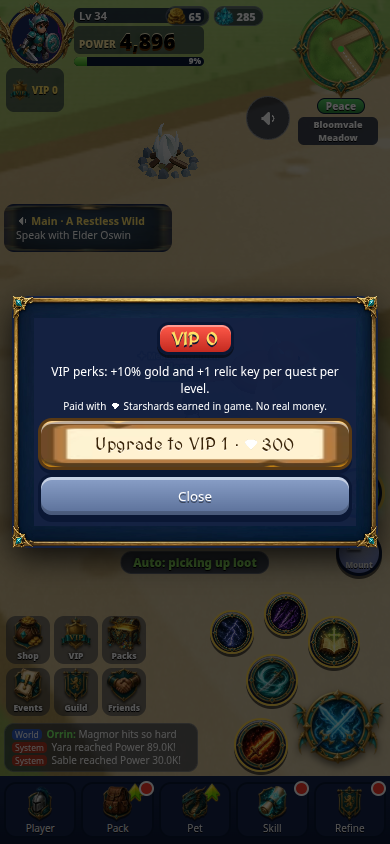 Lv 34
65
285
POWER 4,896
9%
VIP 0
Peace
Bloomvale
Meadow
Main · A Restless Wild
Speak with Elder Oswin
VIP 0
VIP perks: +10% gold and +1 relic key per quest per
level.
Paid with Starshards earned in game. No real money.
Upgrade to VIP 1 · 300
Close
Mount
Auto: picking up loot
Shop
VIP
VIP
Packs
Events
Guild
Friends
World Orrin: Magmor hits so hard
System Yara reached Power 89.0K!
System Sable reached Power 30.0K!
Player
Pack
Pet
Skill
Refine